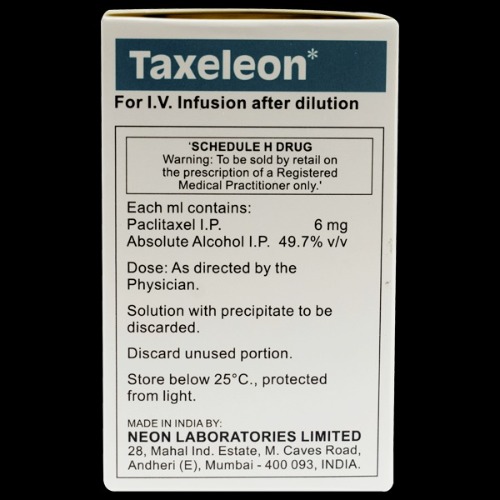 Taxeleon*
For I.V. Infusion after dilution
'SCHEDULE H DRUG
Warning: To be sold by retail on
the prescription of a Registered
Medical Practitioner only.'
Each ml contains:
Paclitaxel I.P. 6 mg
Absolute Alcohol I.P. 49.7% v/v
Dose: As directed by the
Physician.
Solution with precipitate to be
discarded.
Discard unused portion.
Store below 25°C., protected
from light.
MADE IN INDIA BY:
NEON LABORATORIES LIMITED
28, Mahal Ind. Estate, M. Caves Road,
Andheri (E), Mumbai - 400 093, INDIA.